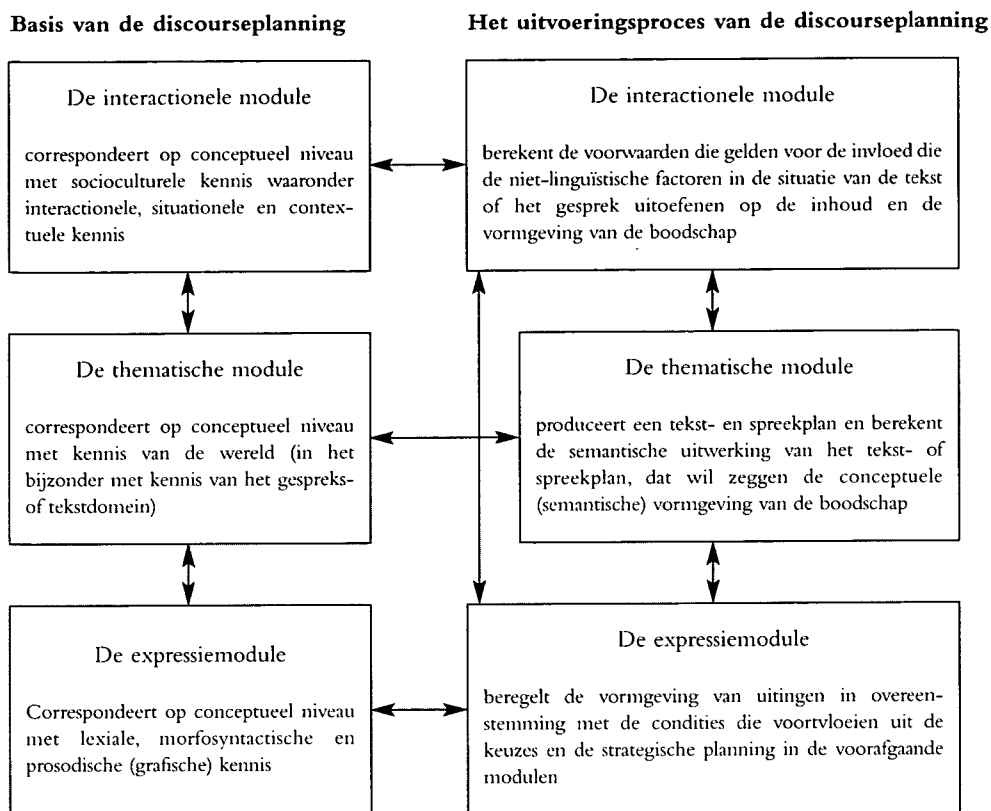 Basis van de discourseplanning
Het uitvoeringsproces van de discourseplanning
De interactionele module
correspondeert op conceptueel niveau
met socioculturele kennis waaronder
interactionele, situationele en contex-
tuele kennis
De interactionele module
berekent de voorwaarden die gelden voor de invloed die
de niet-linguïstische factoren in de situatie van de tekst
of het gesprek uitoefenen op de inhoud en de
vormgeving van de boodschap
De thematische module
correspondeert op conceptueel niveau
met kennis van de wereld (in het
bijzonder met kennis van het gespreks-
of tekstdomein)
De thematische module
produceert een tekst- en spreekplan en berekent
de semantische uitwerking van het tekst- of
spreekplan, dat wil zeggen de conceptuele
(semantische) vormgeving van de boodschap
De expressiemodule
Correspondeert op conceptueel niveau
met lexiale, morfosyntactische en
prosodische (grafische) kennis
De expressiemodule
beregelt de vormgeving van uitingen in overeen-
stemming met de condities die voortvloeien uit de
keuzes en de strategische planning in de voorafgaande
modulen